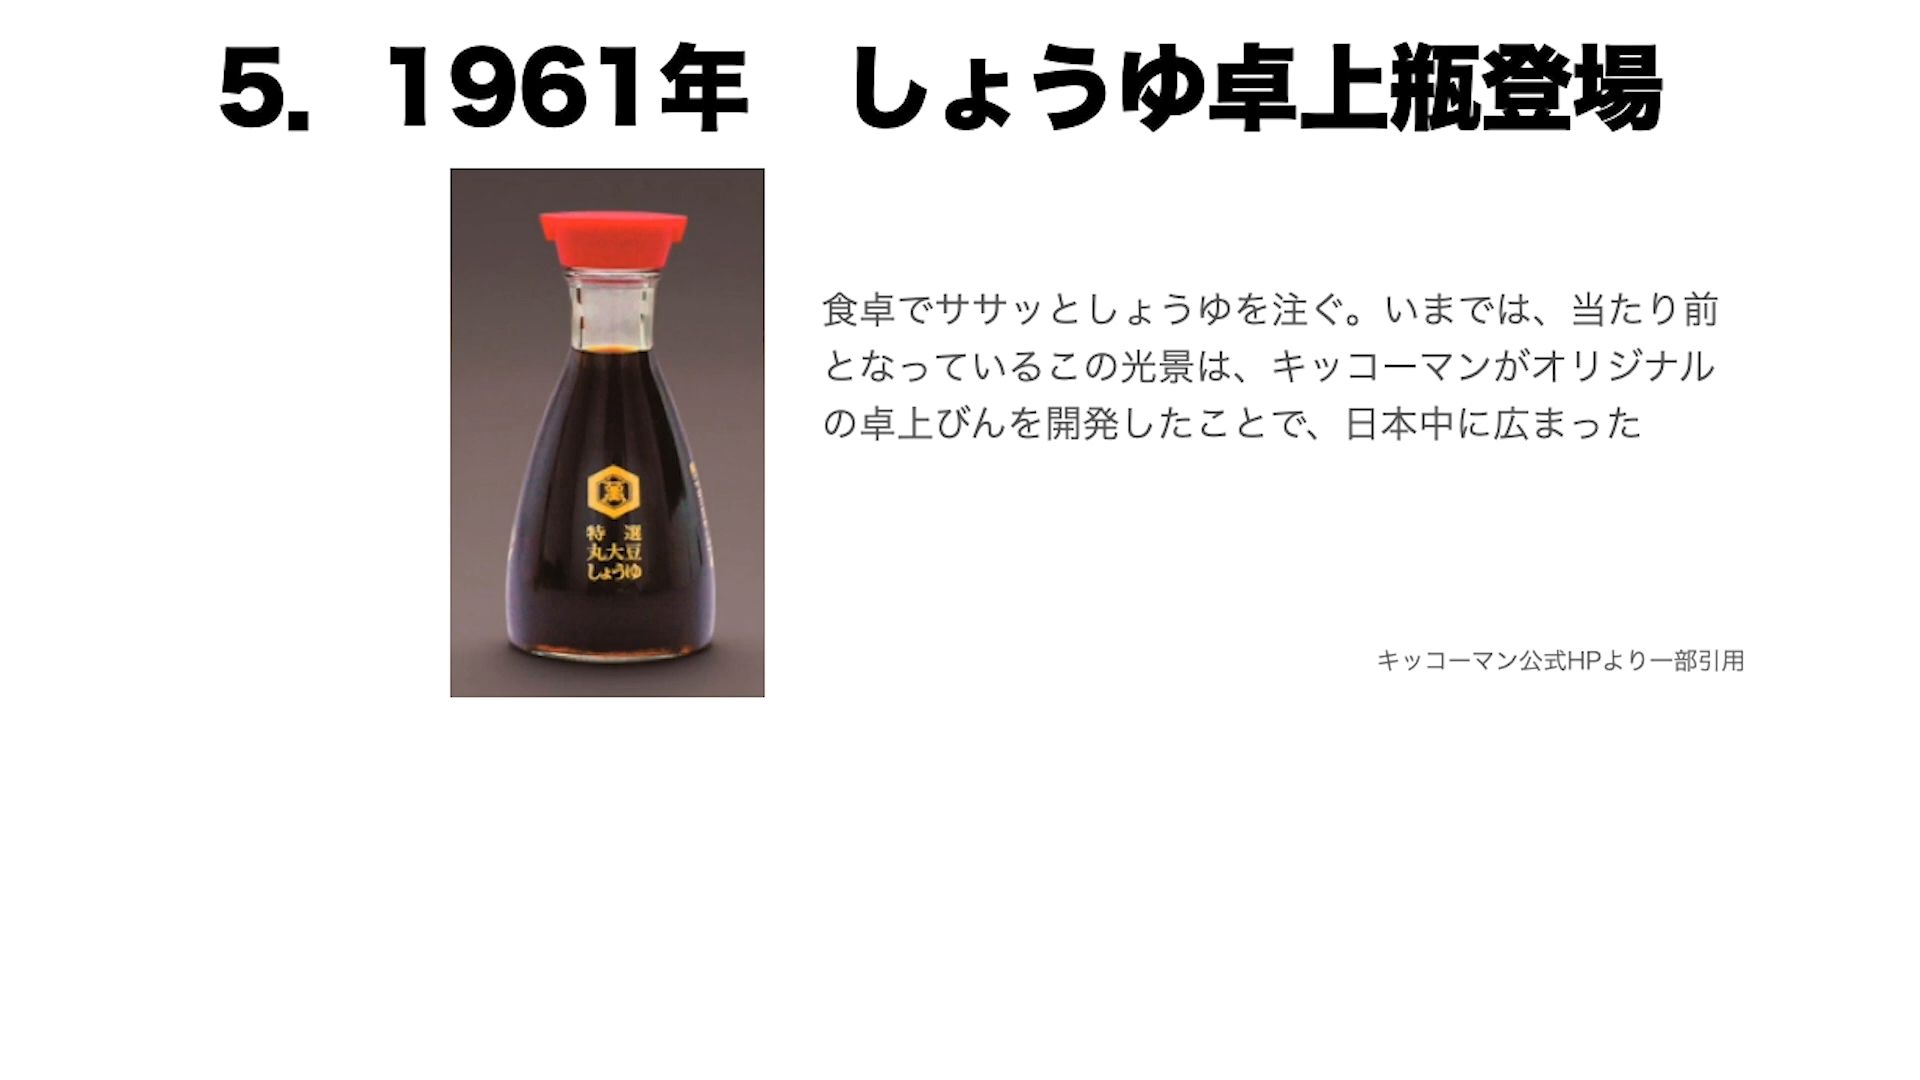 5．1961年　しょうゆ卓上瓶登場
特 選
丸大豆
しょうゆ
食卓でササッとしょうゆを注ぐ。いまでは、当たり前
となっているこの光景は、キッコーマンがオリジナル
の卓上びんを開発したことで、日本中に広まった
キッコーマン公式HPより一部引用